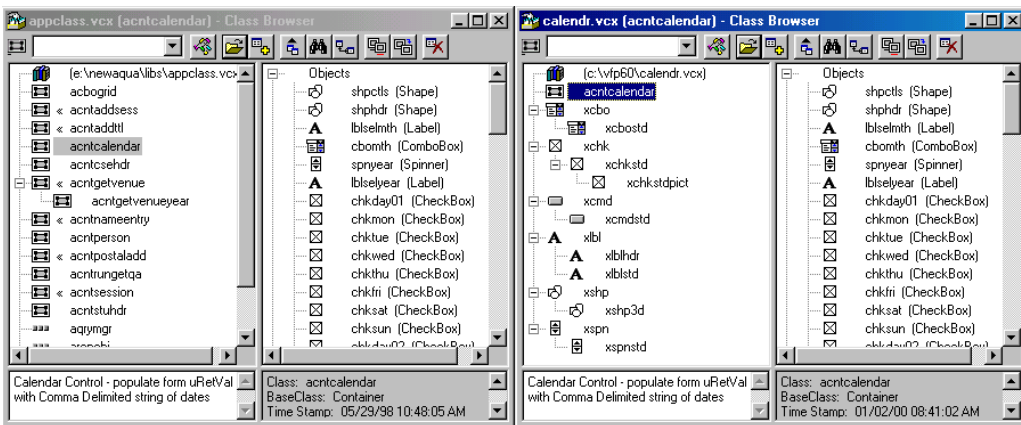 appclass.vcx (acntcalendar) - Class Browser
(e:\newaqua\libs\appclass.vcx
acbogrid
« acntaddsess
« acntaddttl
acntcalendar
acntcsehdr
« acntgetvenue
acntgetvenueyear
« acntnameentry
acntperson
« acntpostaladd
acntrungetqa
« acntsession
acntstuhdr
aqrymgr
Objects
shpctls (Shape)
shphdr (Shape)
lblselmth (Label)
cbomth (ComboBox)
spnyear (Spinner)
lblselyear (Label)
chkday01 (CheckBox)
chkmon (CheckBox)
chktue (CheckBox)
chkwed (CheckBox)
chkthu (CheckBox)
chkfri (CheckBox)
chksat (CheckBox)
chksun (CheckBox)
chkday02 (CheckBox)
Calendar Control - populate form uRetVal
with Comma Delimited string of dates
Class: acntcalendar
BaseClass: Container
Time Stamp: 05/29/98 10:48:05 AM
calendr.vcx (acntcalendar) - Class Browser
(c:\vfp60\calendr.vcx)
acntcalendar
xcbo
xcbostd
xchk
xchkstd
xchkstdpict
xcmd
xcmdstd
xlbl
xlblhdr
xlblstd
xshp
xshp3d
xspn
xspnstd
Objects
shpctls (Shape)
shphdr (Shape)
lblselmth (Label)
cbomth (ComboBox)
spnyear (Spinner)
lblselyear (Label)
chkday01 (CheckBox)
chkmon (CheckBox)
chktue (CheckBox)
chkwed (CheckBox)
chkthu (CheckBox)
chkfri (CheckBox)
chksat (CheckBox)
chksun (CheckBox)
chkday02 (CheckBox)
Calendar Control - populate form uRetVal
with Comma Delimited string of dates
Class: acntcalendar
BaseClass: Container
Time Stamp: 01/02/00 08:41:02 AM